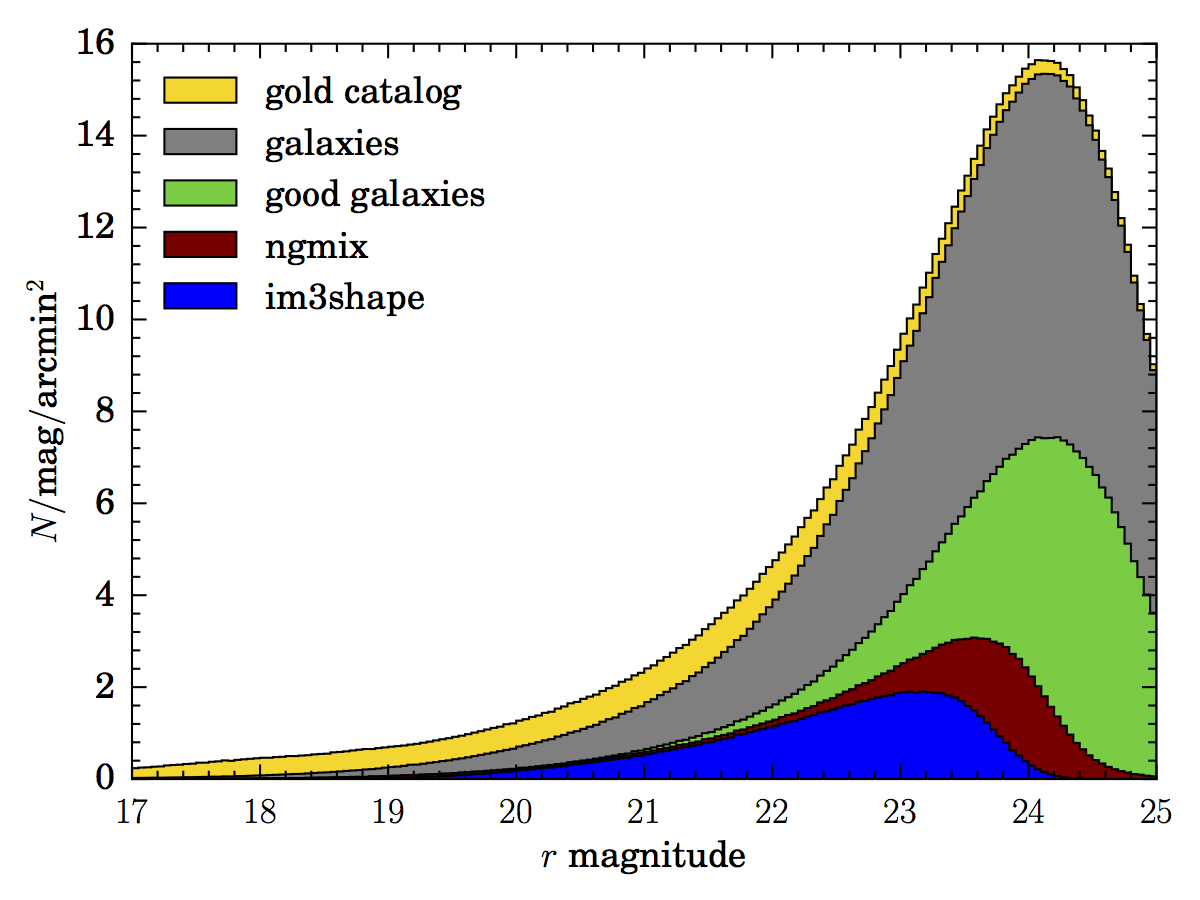 16
14
12
10
8
6
4
2
0
gold catalog
galaxies
good galaxies
ngmix
im3shape
N/mag/arcmin²
17 18 19 20 21 22 23 24 25
r magnitude